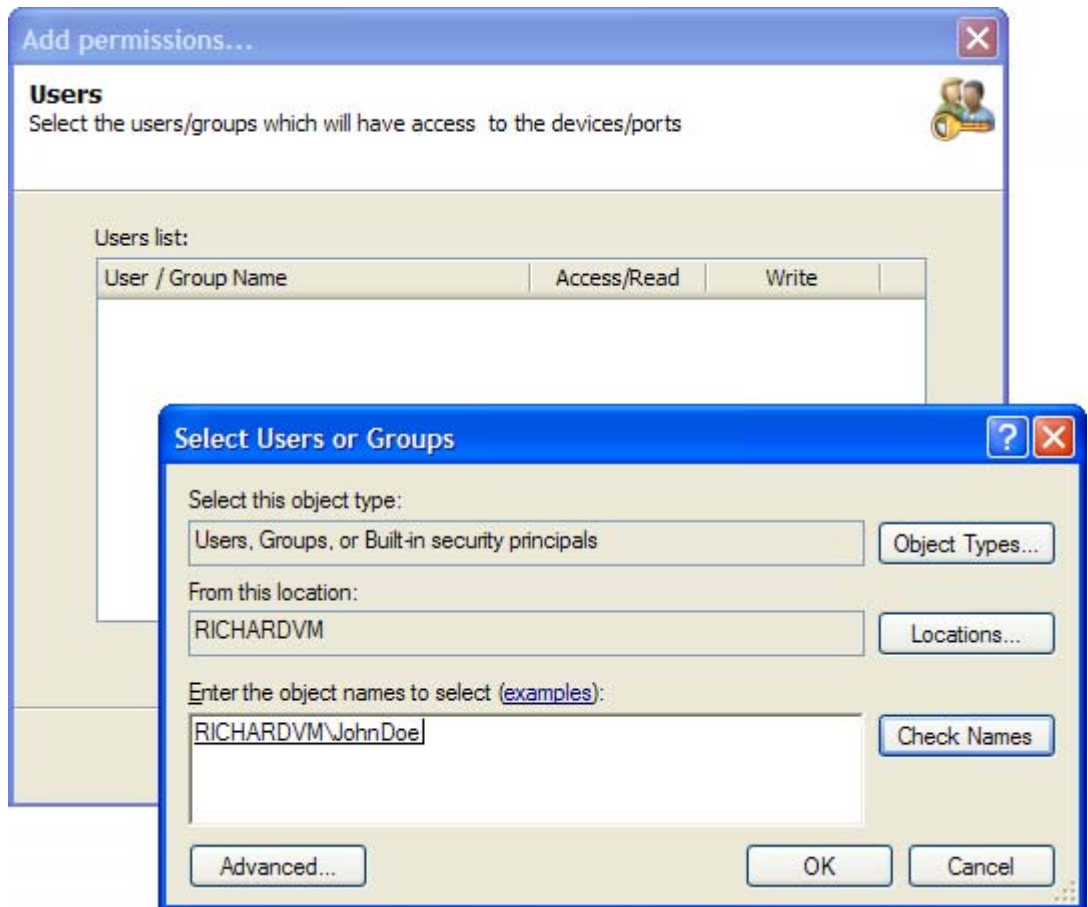 Add permissions...
Users
Select the users/groups which will have access to the devices/ports
Users list:
User / Group Name Access/Read Write
Select Users or Groups
Select this object type:
Users, Groups, or Built-in security principals Object Types...
From this location:
RICHARDVM Locations...
Enter the object names to select (examples):
RICHARDVM\JohnDoe Check Names
Advanced... OK Cancel